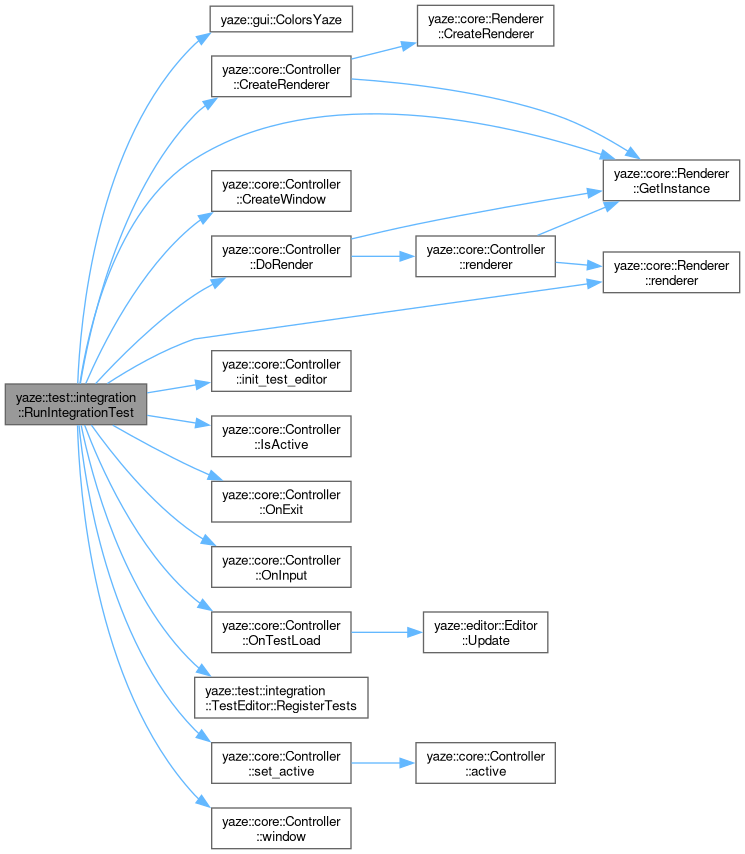 yaze::gui::ColorsYaze
yaze::core::Renderer
::CreateRenderer
yaze::core::Controller
::CreateRenderer
yaze::core::Renderer
::GetInstance
yaze::core::Controller
::CreateWindow
yaze::core::Controller
::DoRender
yaze::core::Controller
::renderer
yaze::core::Renderer
::renderer
yaze::test::integration
::RunIntegrationTest
yaze::core::Controller
::init_test_editor
yaze::core::Controller
::IsActive
yaze::core::Controller
::OnExit
yaze::core::Controller
::OnInput
yaze::core::Controller
::OnTestLoad
yaze::editor::Editor
::Update
yaze::test::integration
::TestEditor::RegisterTests
yaze::core::Controller
::set_active
yaze::core::Controller
::active
yaze::core::Controller
::window